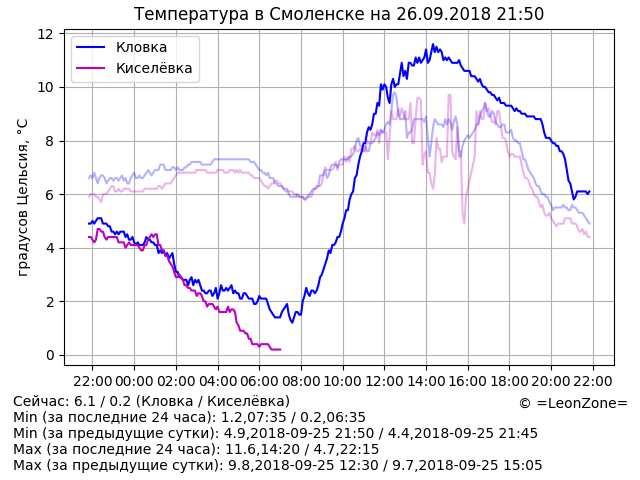 Температура в Смоленске на 26.09.2018 21:50
градусов Цельсия, °C
12
10
8
6
4
2
0
Кловка
Киселёвка
22:00 00:00 02:00 04:00 06:00 08:00 10:00 12:00 14:00 16:00 18:00 20:00 22:00
Сейчас: 6.1 / 0.2 (Кловка / Киселёвка)
© =LeonZone=
Min (за последние 24 часа): 1.2,07:35 / 0.2,06:35
Min (за предыдущие сутки): 4.9,2018-09-25 21:50 / 4.4,2018-09-25 21:45
Max (за последние 24 часа): 11.6,14:20 / 4.7,22:15
Max (за предыдущие сутки): 9.8,2018-09-25 12:30 / 9.7,2018-09-25 15:05